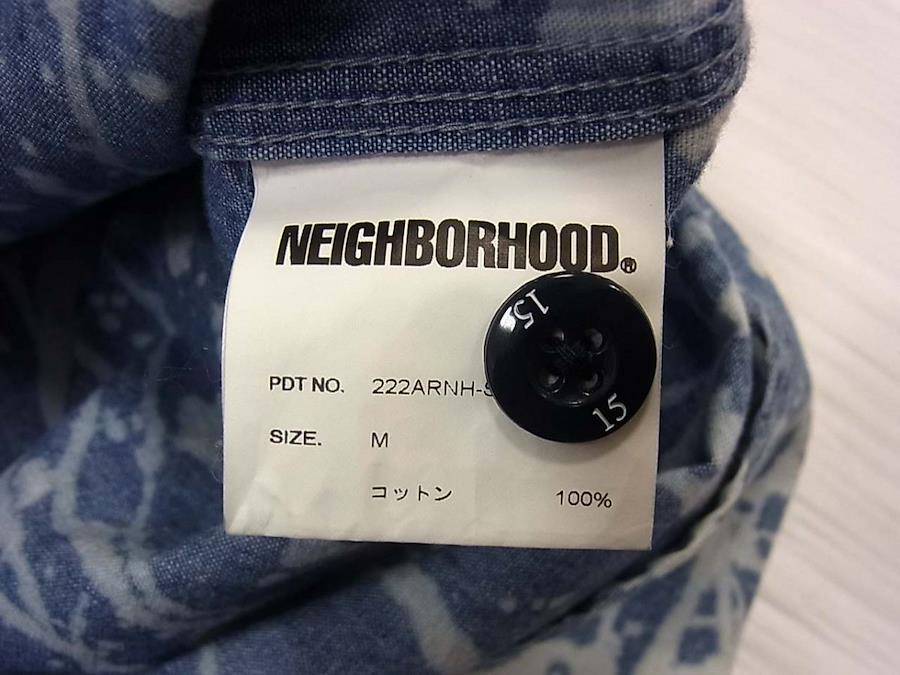 NEIGHBORHOOD®
15
PDT NO. 222ARNH-
15
SIZE. M
コットン 100%